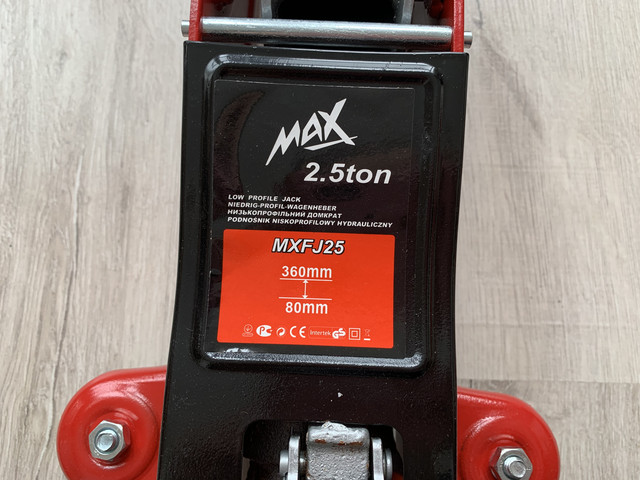 MAX
2.5ton
LOW PROFILE JACK
NIEDRIG-PROFIL-WAGENHEBER
НИЗЬКОПРОФІЛЬНИЙ ДОМКРАТ
PODNOŚNIK NISKOPROFILOWY HYDRAULICZNY
MXFJ25
360mm
80mm
CE Intertek GS